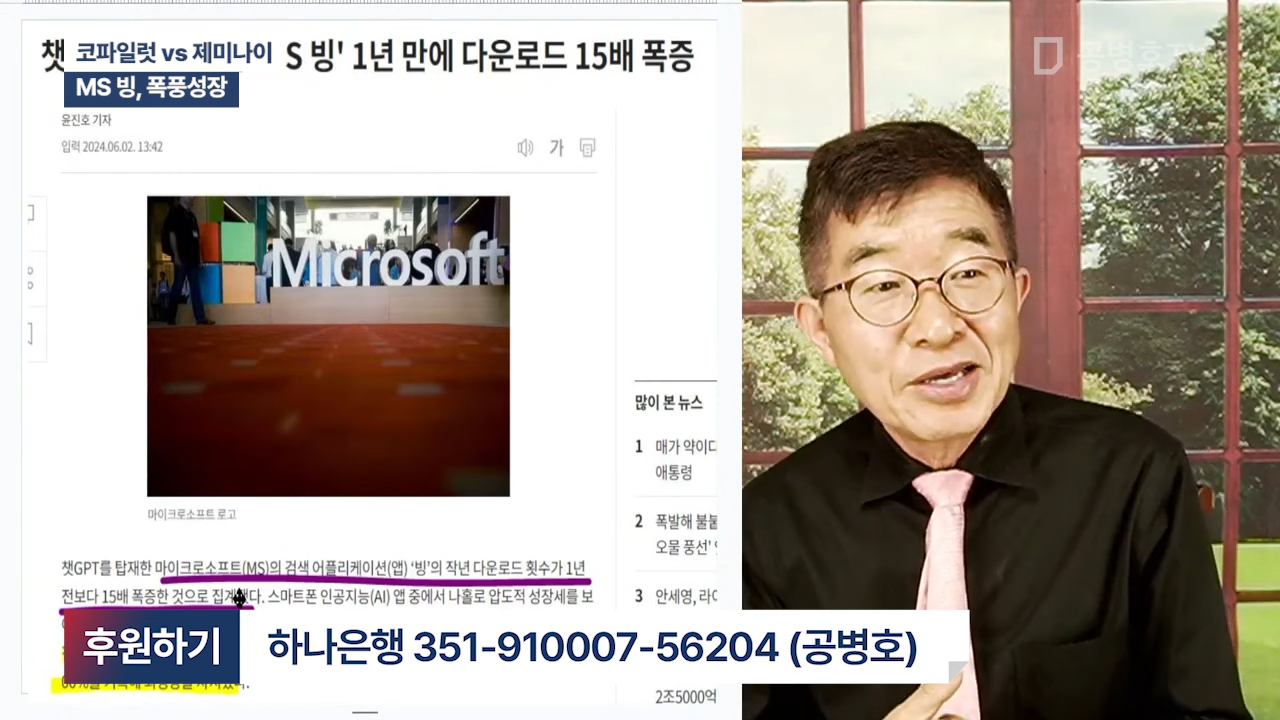 챗
코파일럿 vs 제미나이
S 빙' 1년 만에 다운로드 15배 폭증
MS 빙, 폭풍성장
공병호TV
윤진호 기자
입력 2024.06.02. 13:42
가
Microsoft
마이크로소프트 로고
챗GPT를 탑재한 마이크로소프트(MS)의 검색 어플리케이션(앱) ‘빙’의 작년 다운로드 횟수가 1년
전보다 15배 폭증한 것으로 집계됐다. 스마트폰 인공지능(AI) 앱 중에서 나홀로 압도적 성장세를 보
많이 본 뉴스
1 매가 약이다
애통령
2 폭발해 불붙
오물 풍선'
3 안세영, 라이
2조5000억
후원하기
하나은행 351-910007-56204 (공병호)